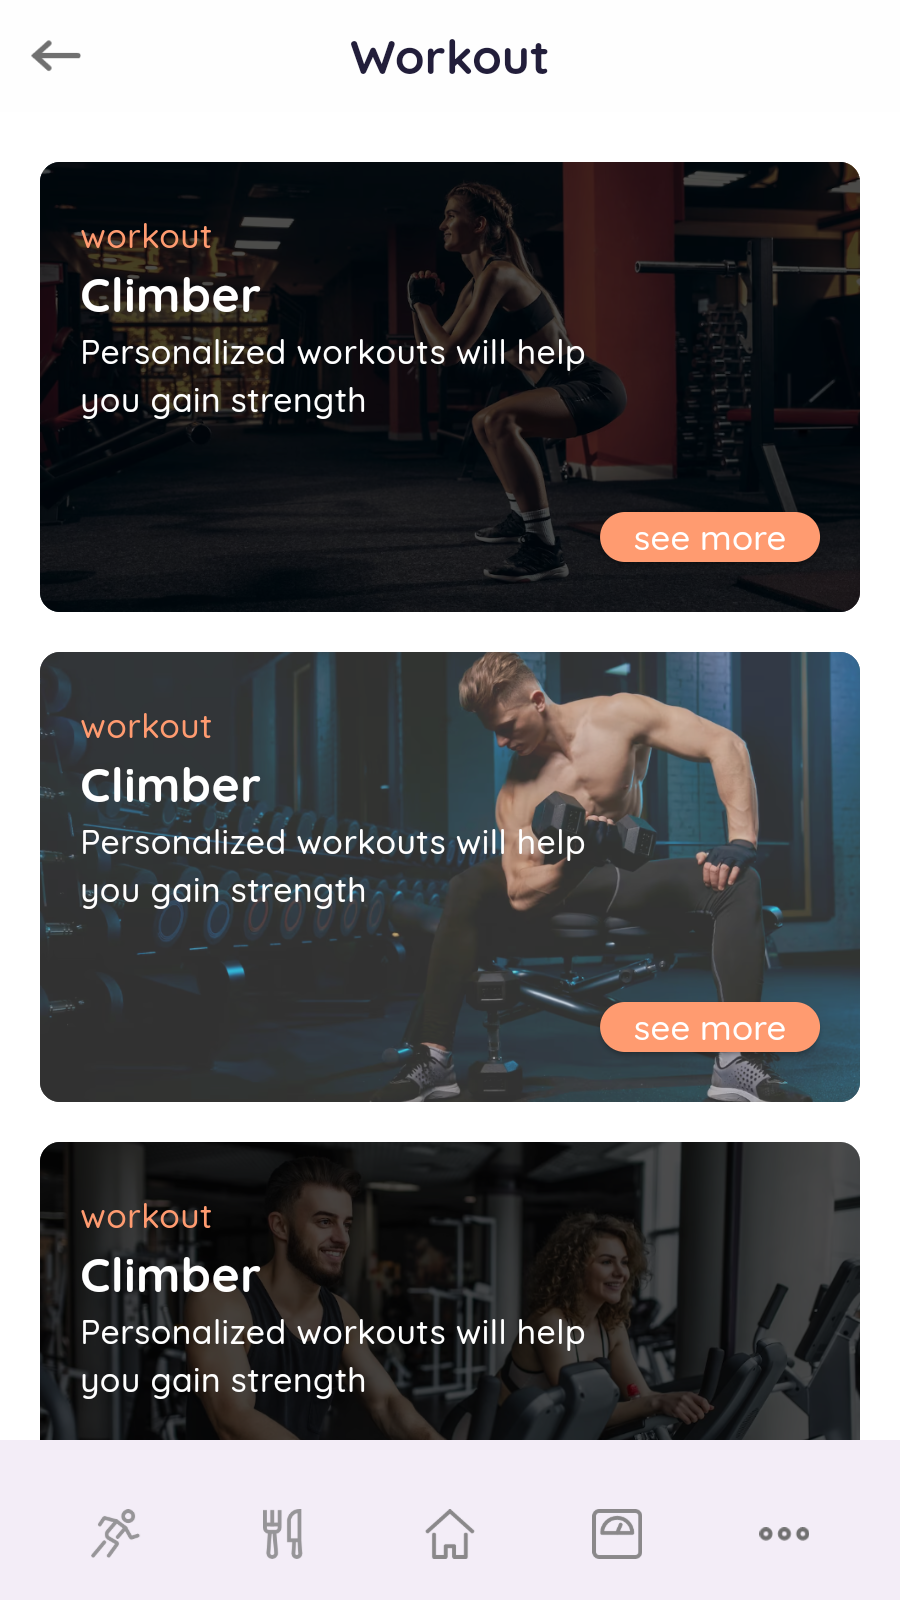 Workout
workout
Climber
Personalized workouts will help
you gain strength
see more
workout
Climber
Personalized workouts will help
you gain strength
see more
workout
Climber
Personalized workouts will help
you gain strength